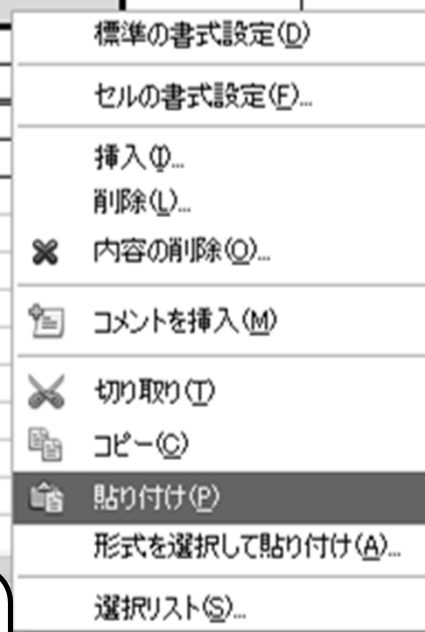 標準の書式設定(D)
セルの書式設定(F)...
挿入(I)...
削除(L)...
内容の削除(O)...
コメントを挿入(M)
切り取り(T)
コピー(C)
貼り付け(P)
形式を選択して貼り付け(A)...
選択リスト(S)...